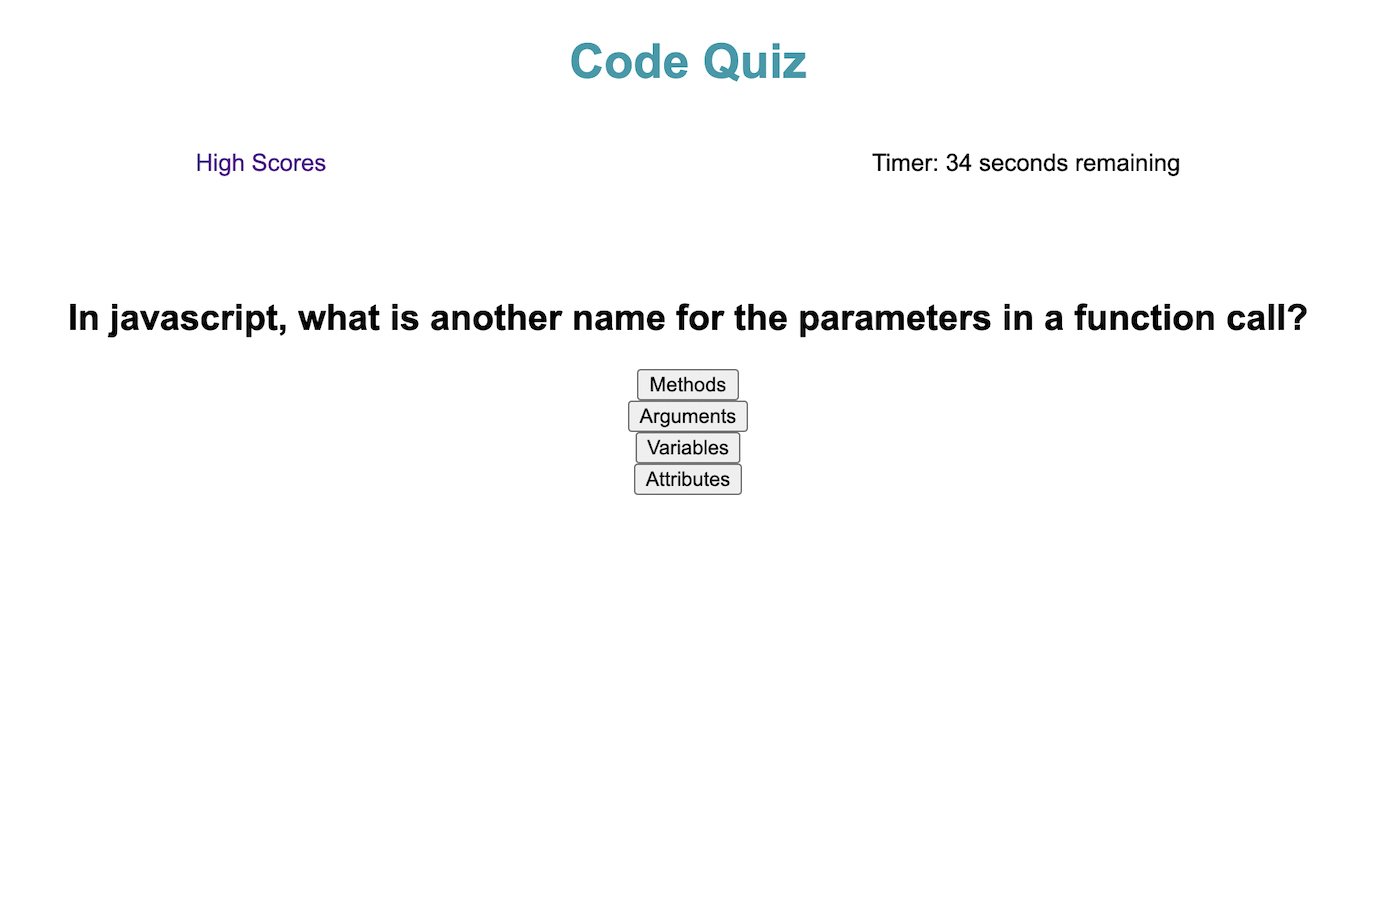 Code Quiz
High Scores
Timer: 34 seconds remaining
In javascript, what is another name for the parameters in a function call?
Methods
Arguments
Variables
Attributes